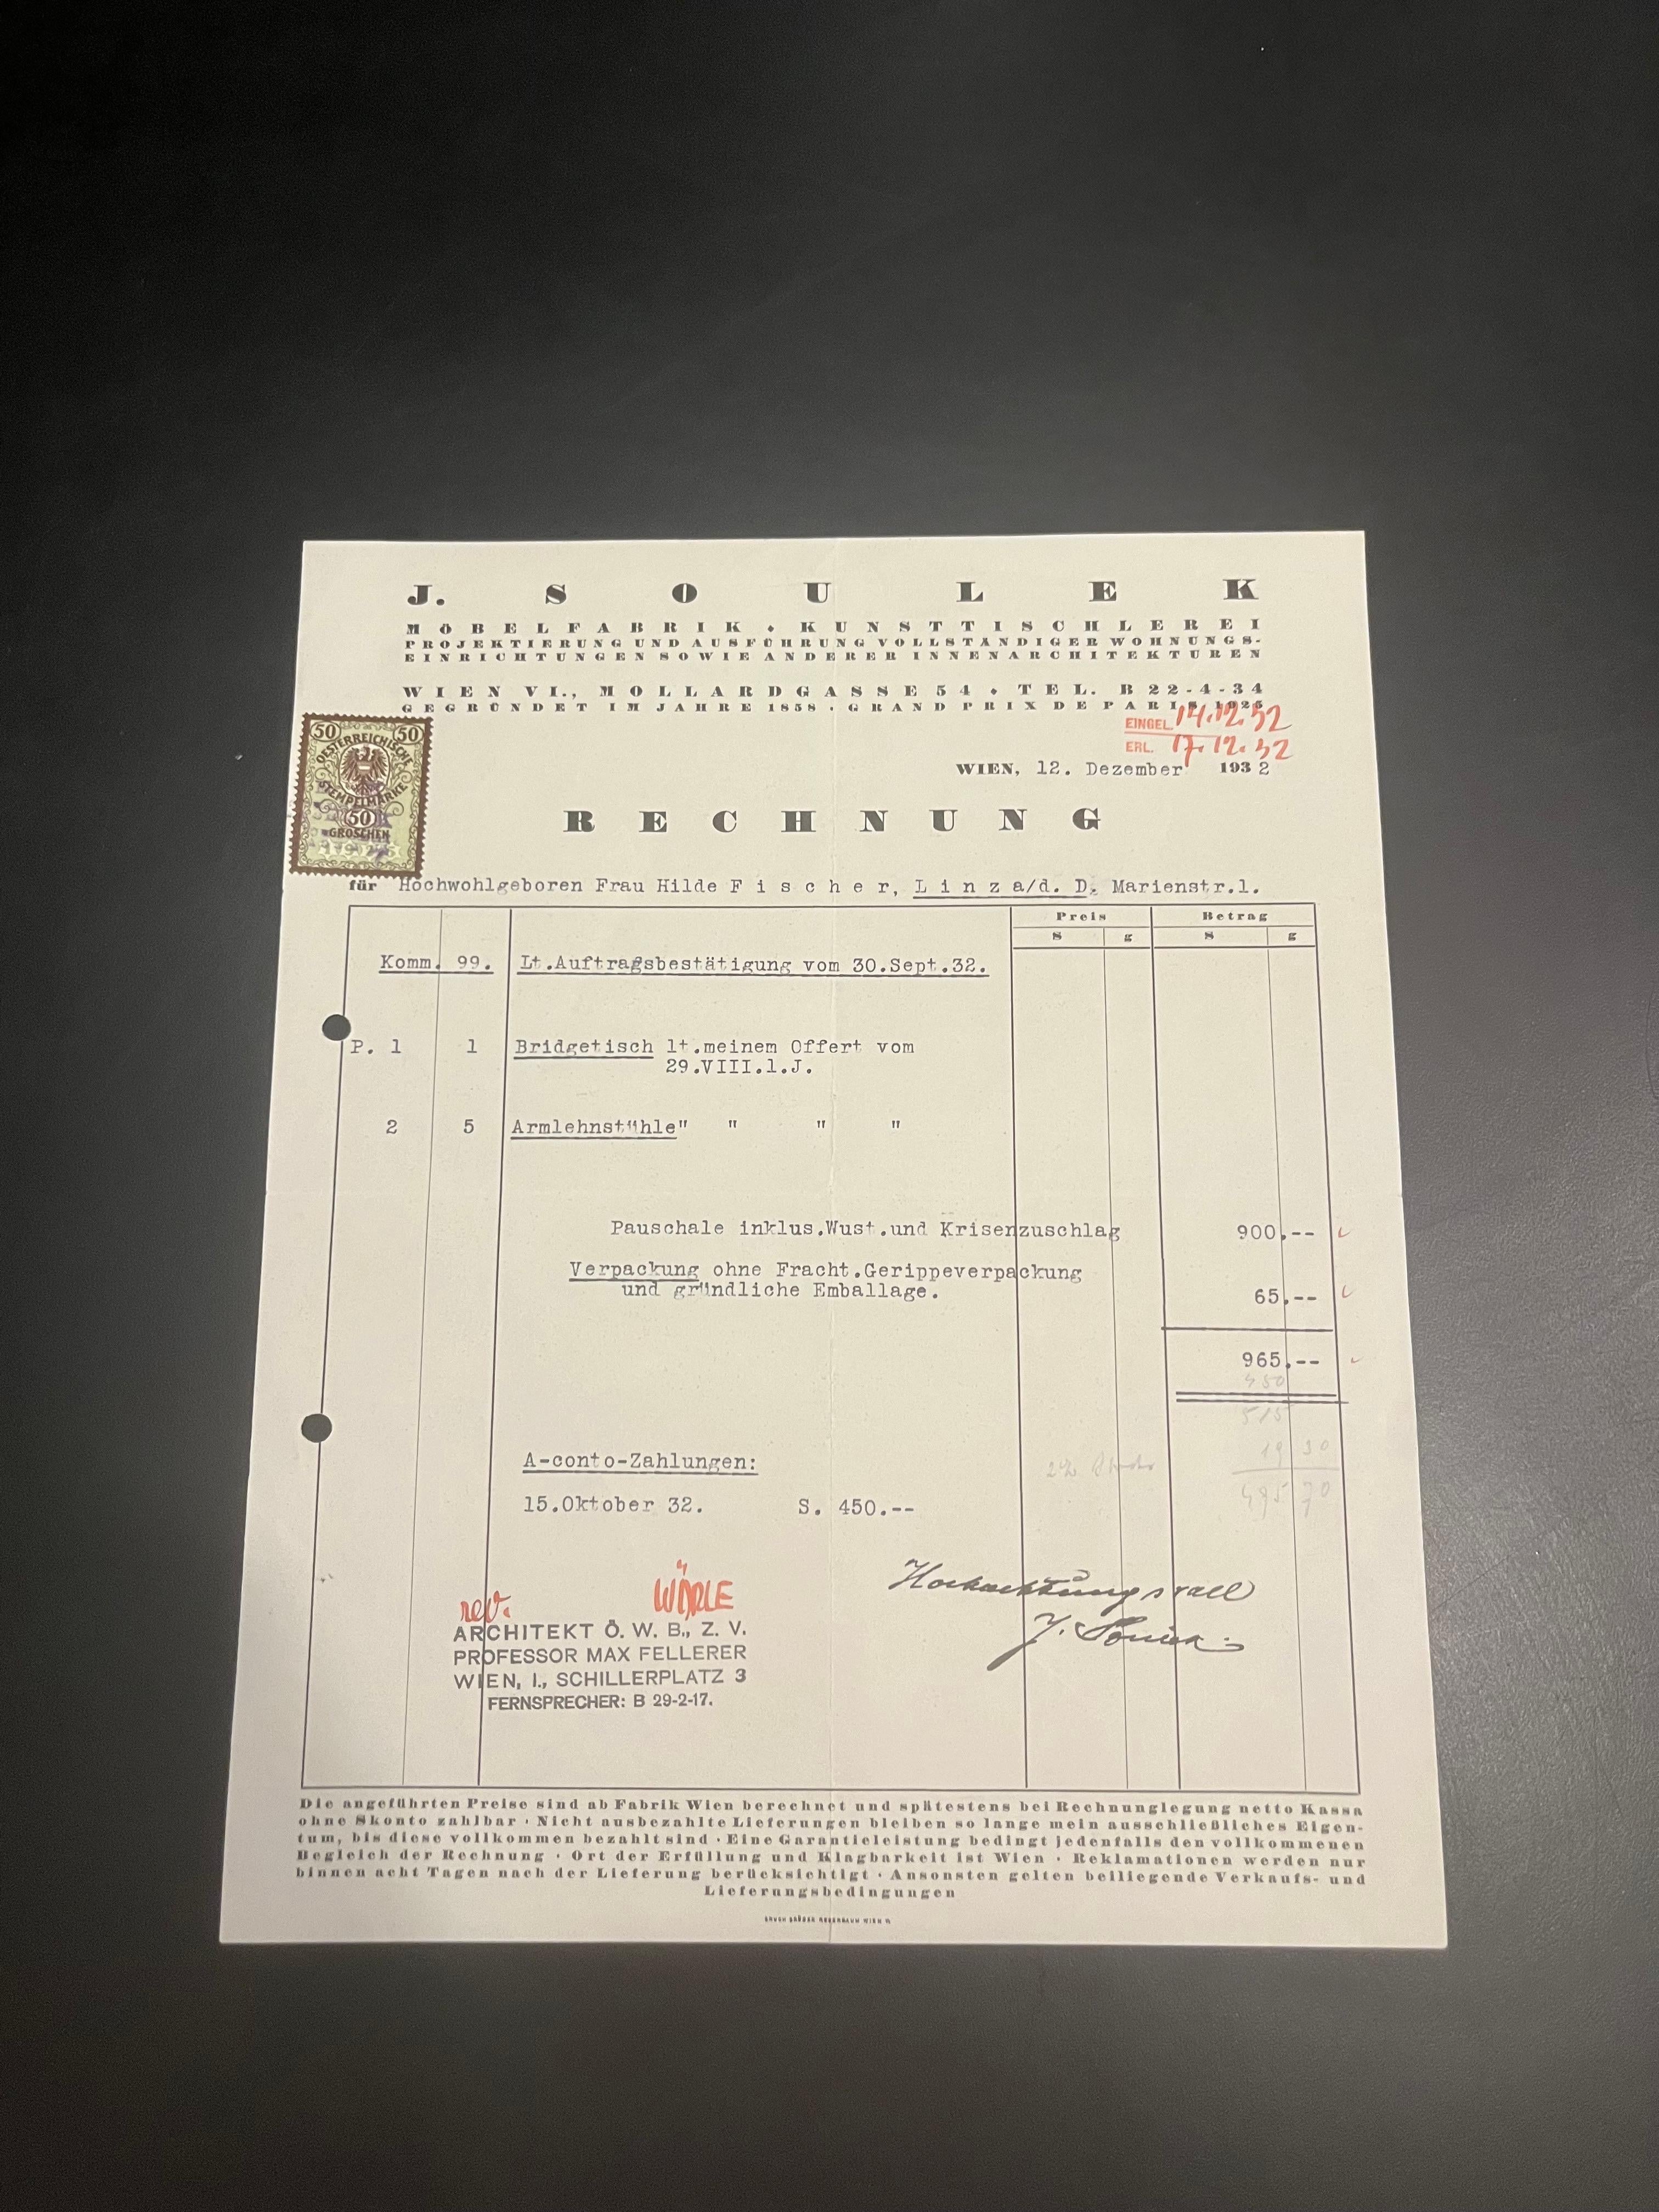 J. SOULEK
MÖBELFABRIK • KUNSTTISCHLEREI
PROJEKTIERUNG UND AUSFÜHRUNG VOLLSTÄNDIGER WOHNUNGS-
EINRICHTUNGEN SOWIE ANDERER INNENARCHITEKTUREN
WIEN VI., MOLLARDGASSE 54 • TEL. B 22-4-34
GEGRÜNDET IM JAHRE 1858 · GRAND PRIX DE PARIS 1925
EINGEL. 14.12.32
ERL. 17.12.32
WIEN, 12. Dezember 1932
50 50
OESTERREICHISCHE
STEMPELMARKE
50
GROSCHEN
RECHNUNG
für Hochwohlgeboren Frau Hilde F i s c h e r, L i n z a/d. D. Marienstr.1.
Preis Betrag
S g S g
Komm. 99. Lt.Auftragsbestätigung vom 30.Sept.32.
P. 1 1 Bridgetisch lt.meinem Offert vom
29.VIII.l.J.
2 5 Armlehnstühle" " " "
Pauschale inklus.Wust.und Krisenzuschlag 900.--
Verpackung ohne Fracht.Gerippeverpackung
und gründliche Emballage. 65.--
965.--
450
515
A-conto-Zahlungen: 2% 19 30
495 70
15.Oktober 32. S. 450.--
Hochachtungsvoll
J. Soulek
rev. WÖRLE
ARCHITEKT Ö. W. B., Z. V.
PROFESSOR MAX FELLERER
WIEN, I., SCHILLERPLATZ 3
FERNSPRECHER: B 29-2-17.
Die angeführten Preise sind ab Fabrik Wien berechnet und spätestens bei Rechnunglegung netto Kassa
ohne Skonto zahlbar · Nicht ausbezahlte Lieferungen bleiben so lange mein ausschließliches Eigen-
tum, bis diese vollkommen bezahlt sind · Eine Garantieleistung bedingt jedenfalls den vollkommenen
Begleich der Rechnung · Ort der Erfüllung und Klagbarkeit ist Wien · Reklamationen werden nur
binnen acht Tagen nach der Lieferung berücksichtigt · Ansonsten gelten beiliegende Verkaufs- und
Lieferungsbedingungen
DRUCK BRÜDER ROSENBAUM WIEN